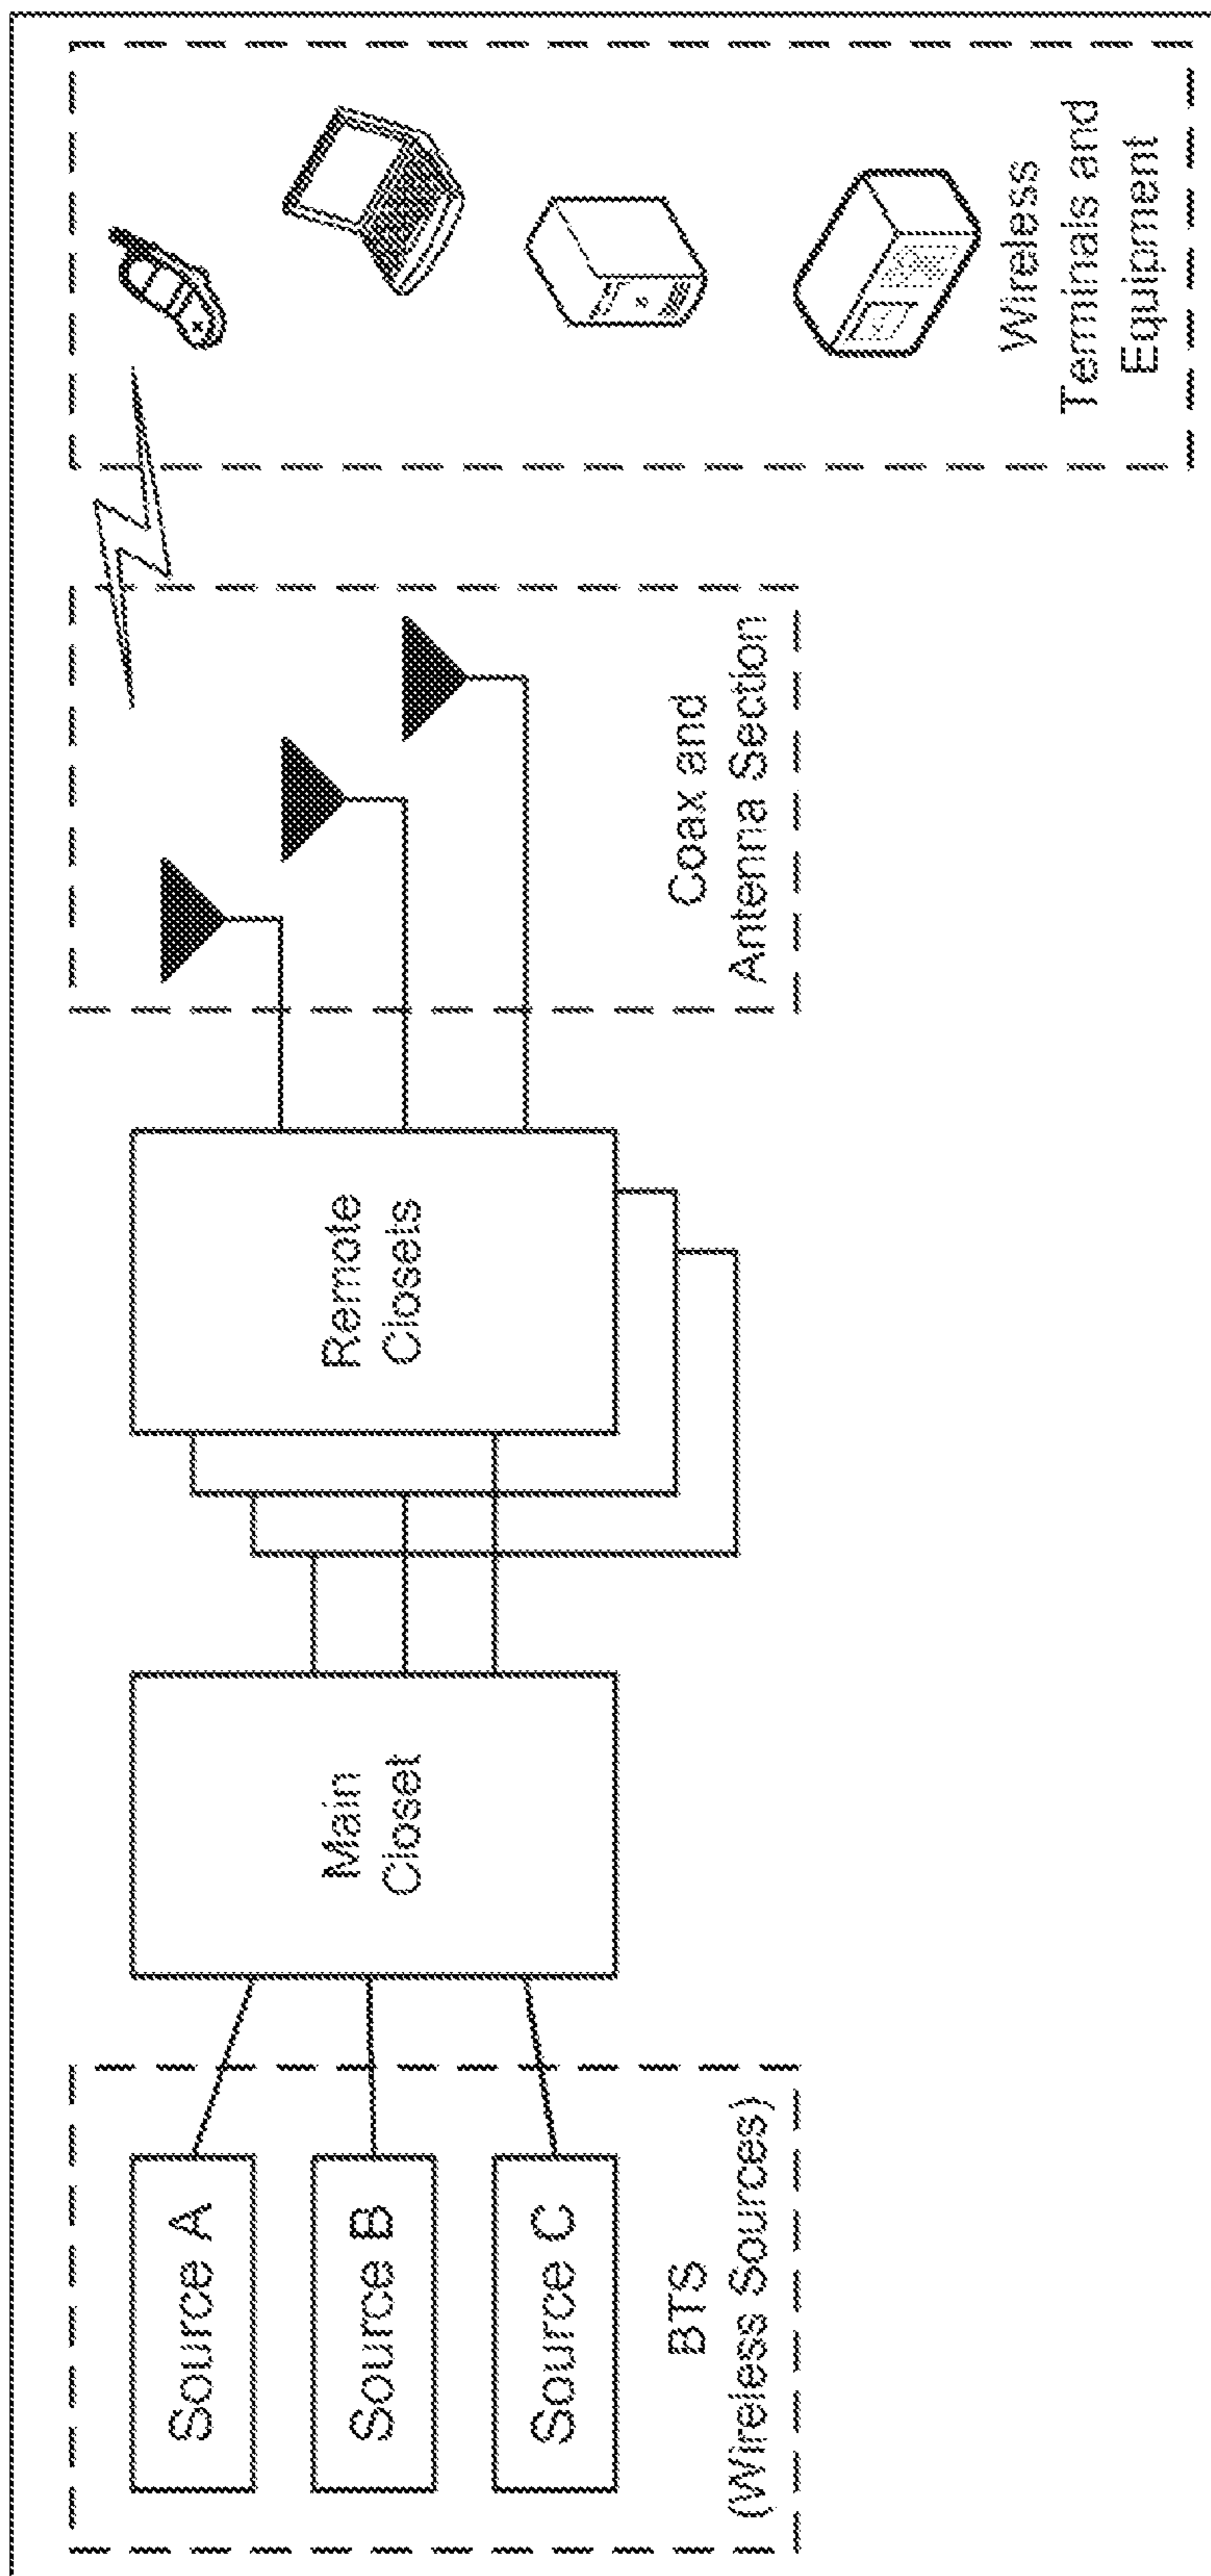 Source A
Source B
Source C
BTS
(Wireless Sources)
Main
Closet
Remote
Closets
Coax and
Antenna Section
Wireless
Terminals and
Equipment